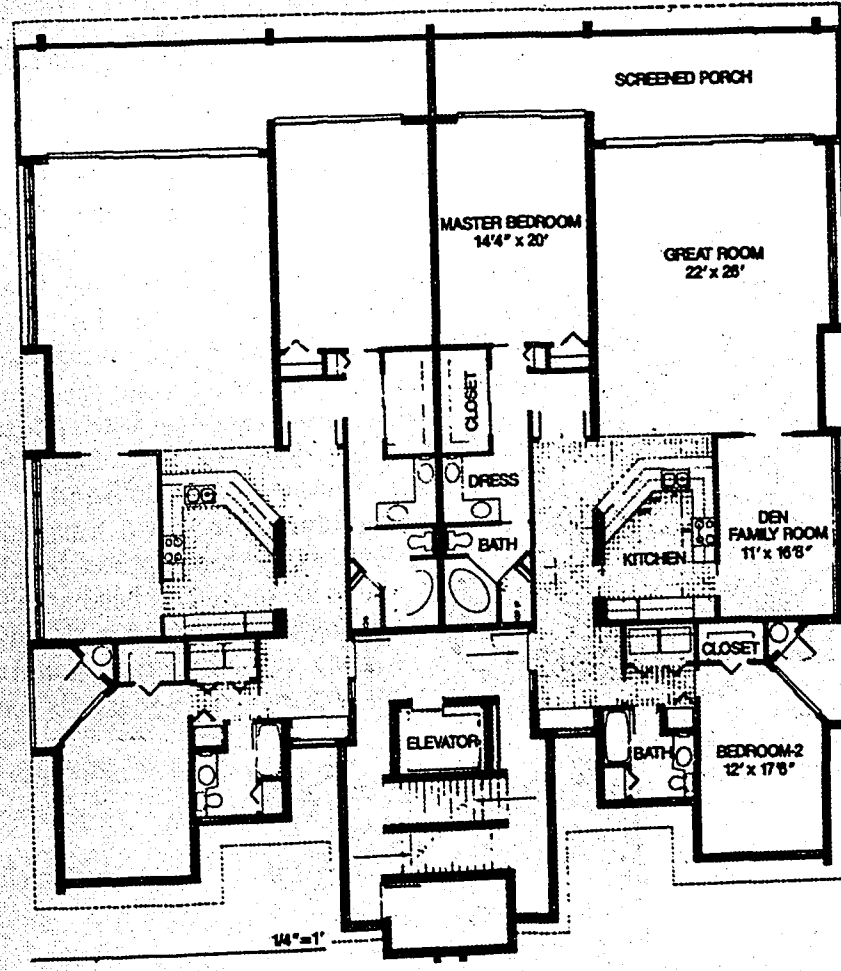 SCREENED PORCH
MASTER BEDROOM
14'4" x 20'
GREAT ROOM
22' x 26'
CLOSET
DRESS
BATH
KITCHEN
DEN
FAMILY ROOM
11' x 16'8"
CLOSET
ELEVATOR
BATH
BEDROOM-2
12' x 17'6"
1/4"=1'